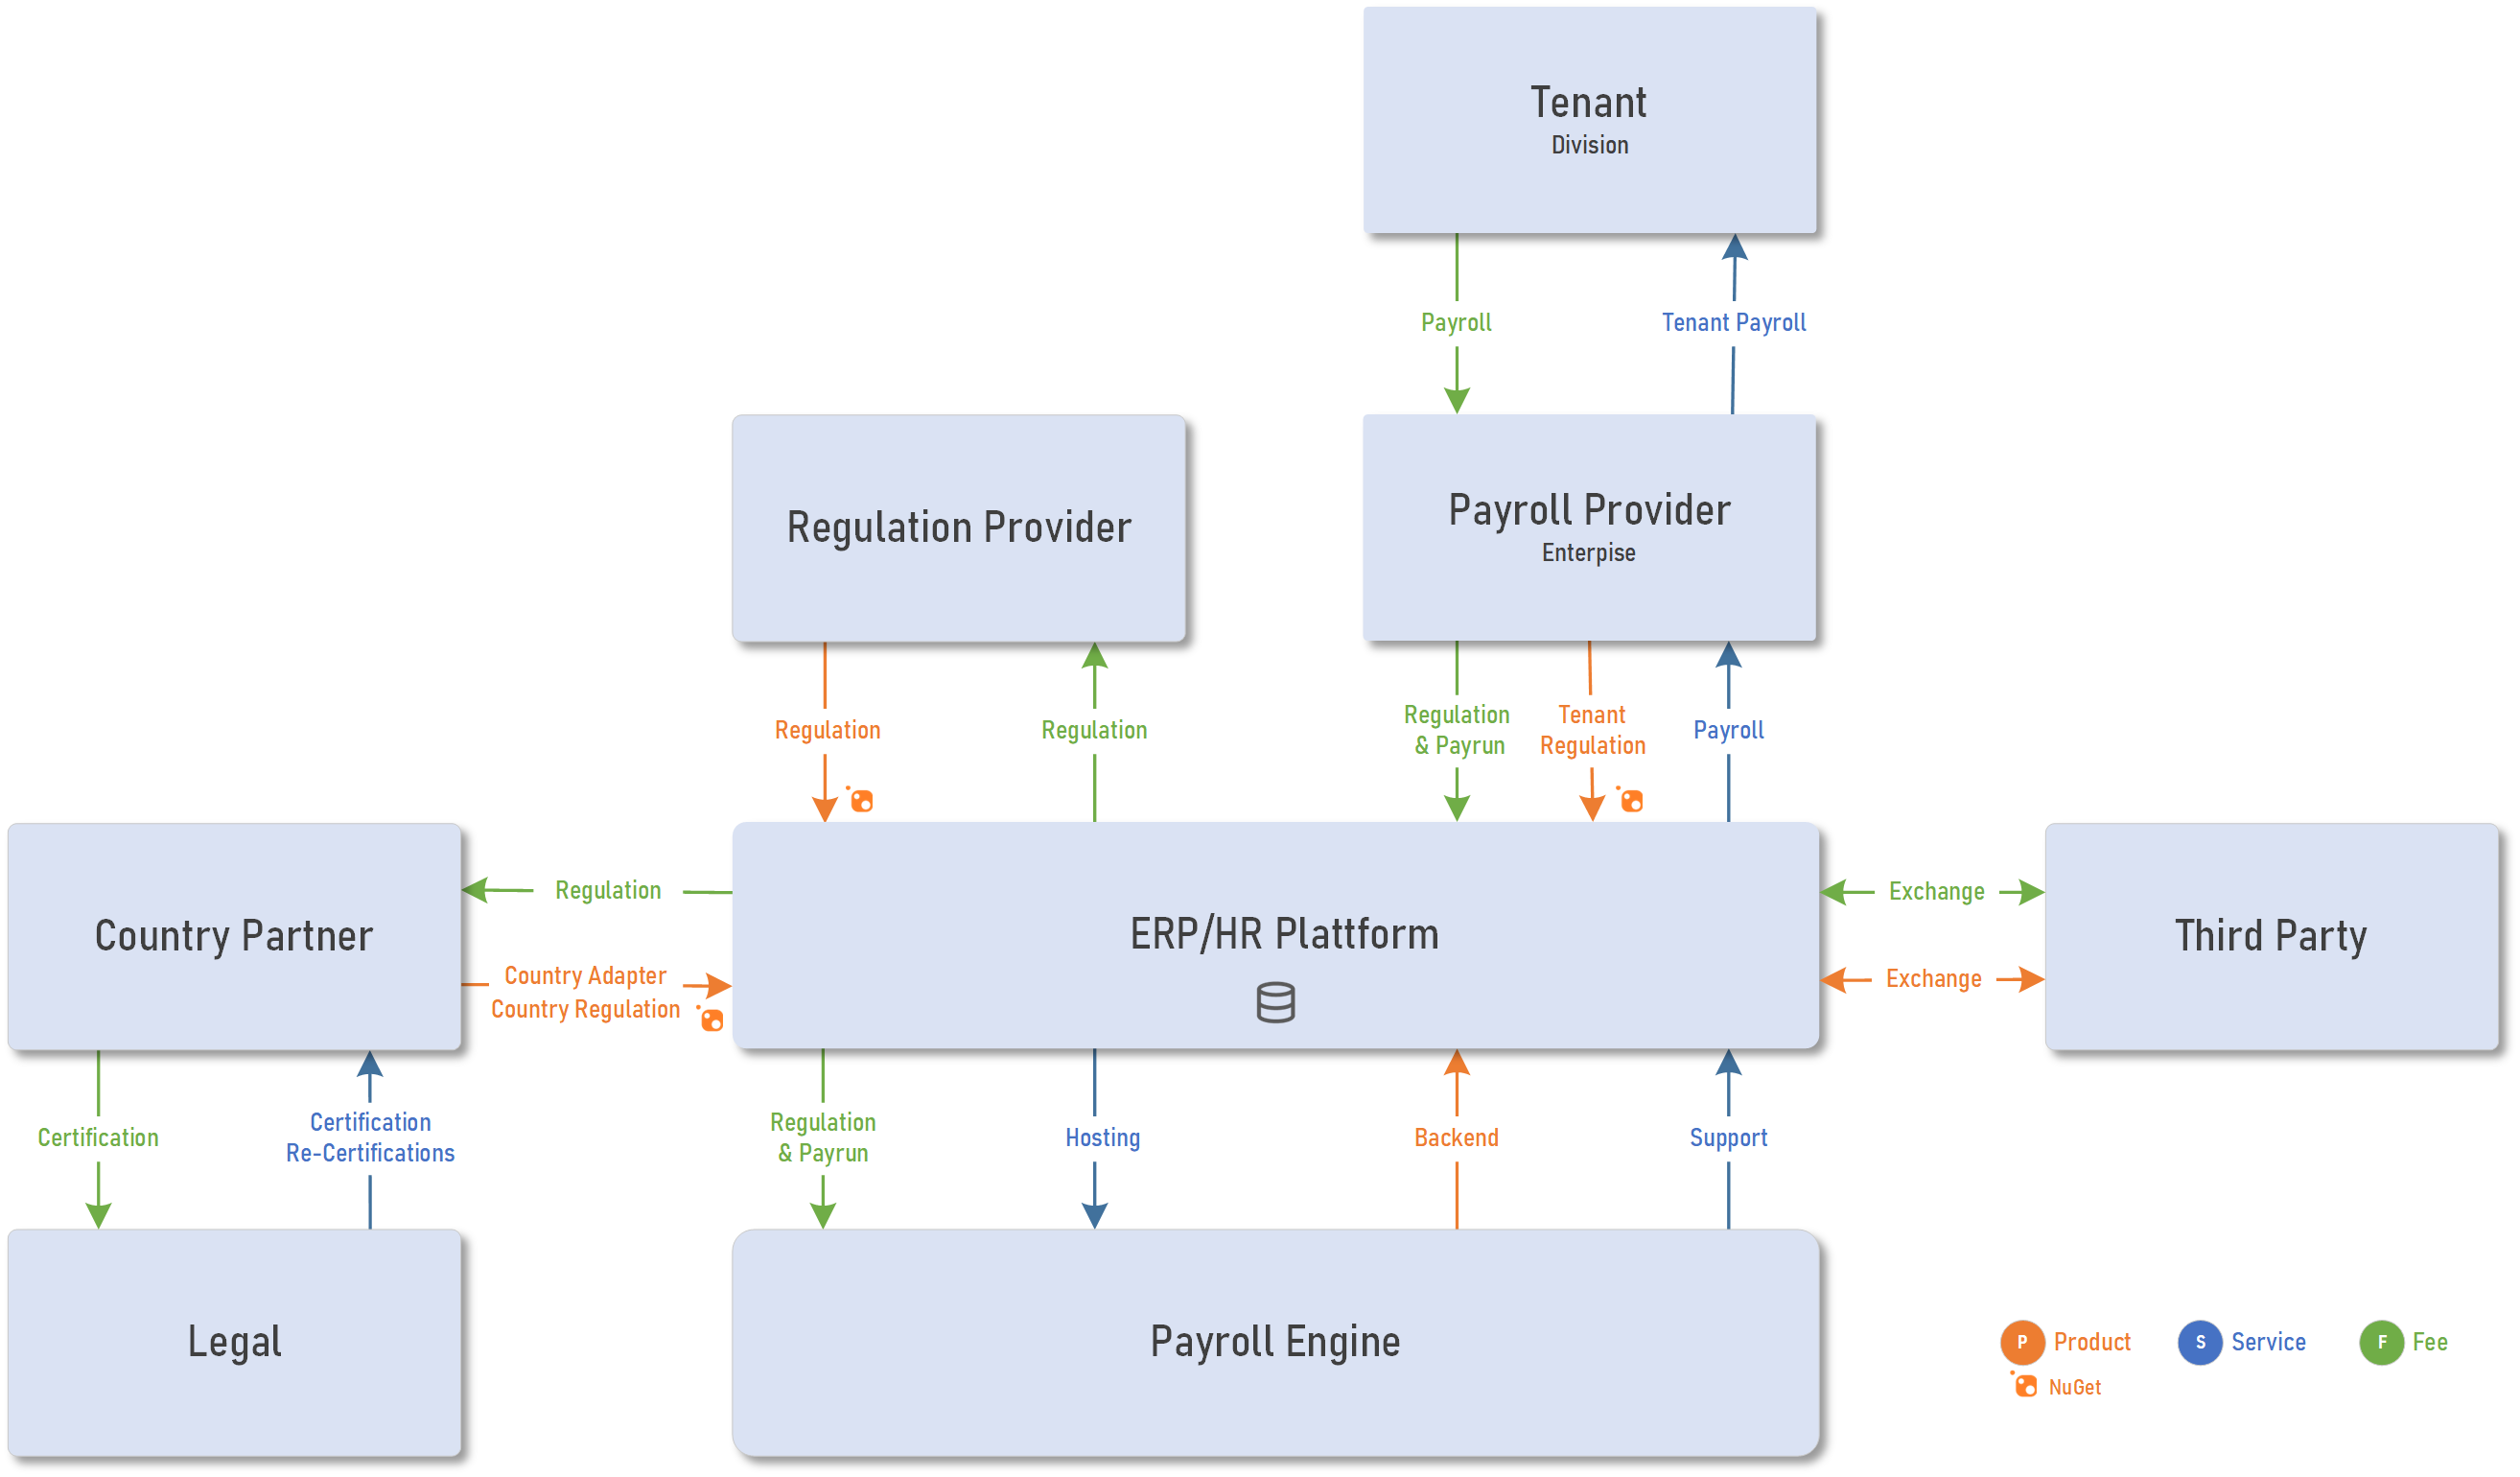 Tenant
Division
Payroll
Tenant Payroll
Regulation Provider
Payroll Provider
Enterpise
Regulation
Regulation
Regulation
& Payrun
Tenant
Regulation
Payroll
Country Partner
Regulation
Country Adapter
Country Regulation
ERP/HR Plattform
Exchange
Exchange
Third Party
Certification
Certification
Re-Certifications
Regulation
& Payrun
Hosting
Backend
Support
Legal
Payroll Engine
P Product
S Service
F Fee
NuGet